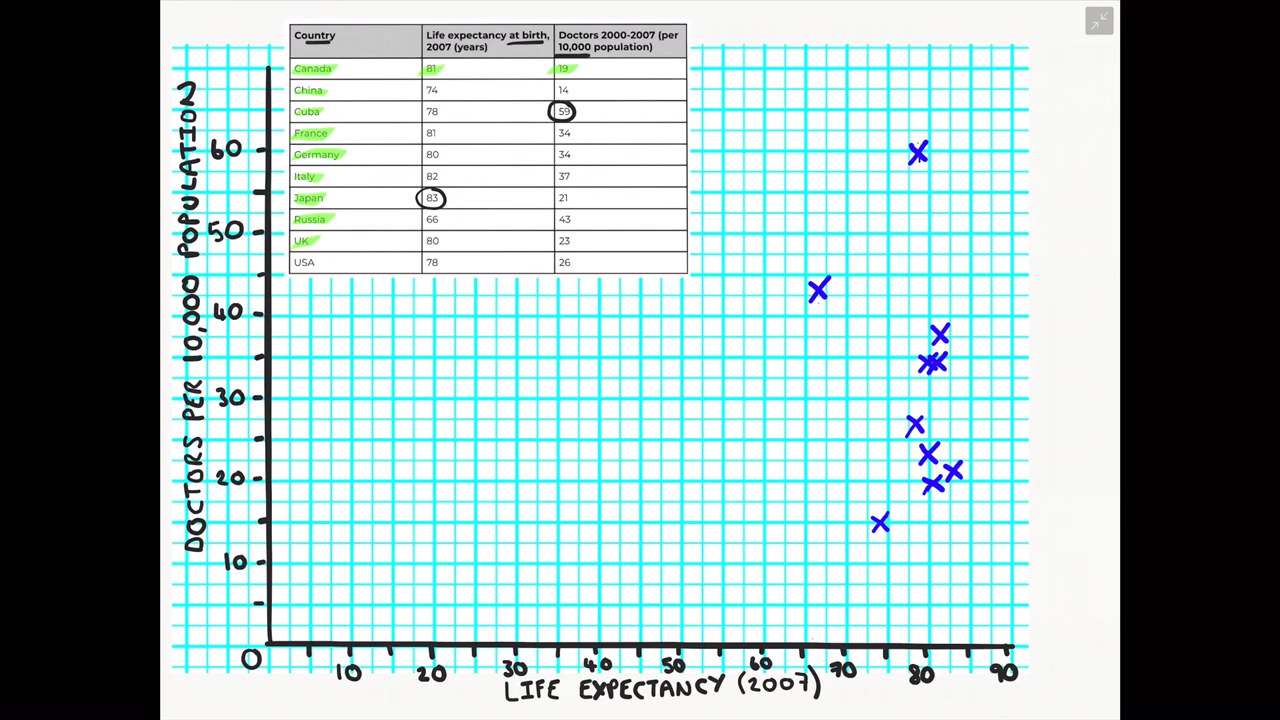 Country Life expectancy at birth, 2007 (years) Doctors 2000-2007 (per 10,000 population)
Canada 81 19
China 74 14
Cuba 78 59
France 81 34
Germany 80 34
Italy 82 37
Japan 83 21
Russia 66 43
UK 80 23
USA 78 26
DOCTORS PER 10,000 POPULATION
60
50
40
30
20
10
0
10 20 30 40 50 60 70 80 90
LIFE EXPECTANCY (2007)